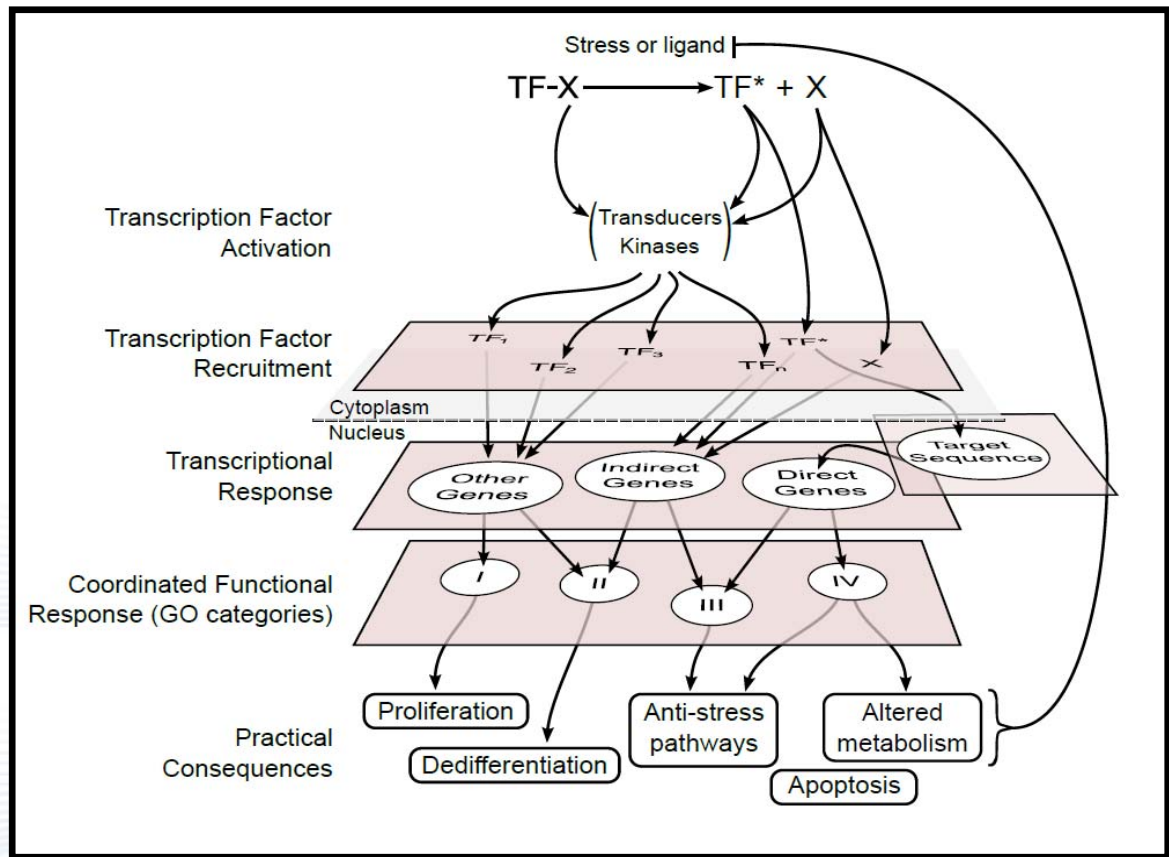 Stress or ligand
TF-X
TF* + X
Transcription Factor
Activation
Transducers
Kinases
Transcription Factor
Recruitment
TF₁
TF₂
TF₃
TFₙ
TF*
X
Cytoplasm
Nucleus
Transcriptional
Response
Other
Genes
Indirect
Genes
Direct
Genes
Target
Sequence
Coordinated Functional
Response (GO categories)
I
II
III
IV
Practical
Consequences
Proliferation
Dedifferentiation
Anti-stress
pathways
Altered
metabolism
Apoptosis